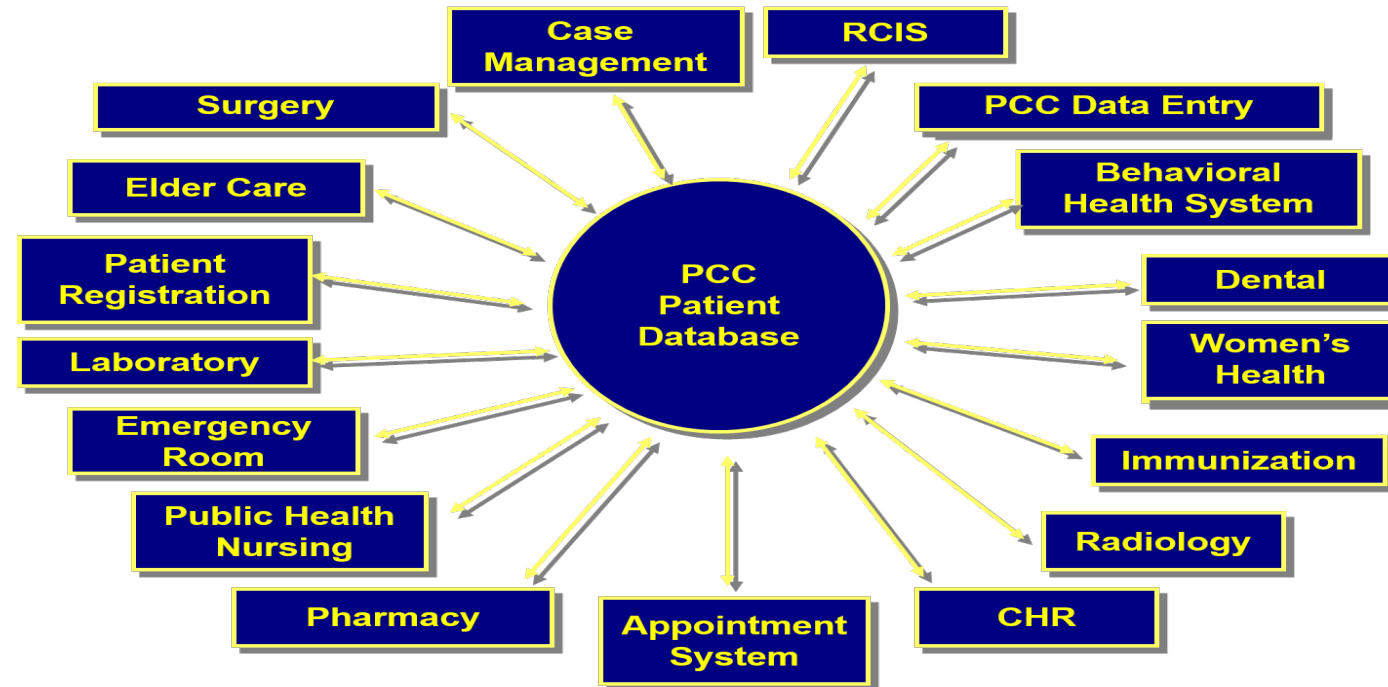 Case
Management
RCIS
Surgery
PCC Data Entry
Elder Care
Behavioral
Health System
Patient
Registration
PCC
Patient
Database
Dental
Laboratory
Women’s
Health
Emergency
Room
Immunization
Public Health
Nursing
Radiology
Pharmacy
Appointment
System
CHR